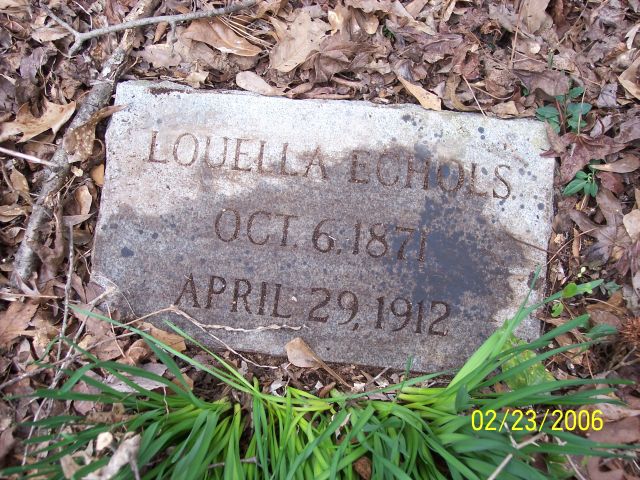 LOUELLA ECHOLS
OCT. 6, 1871
APRIL 29, 1912
02/23/2006